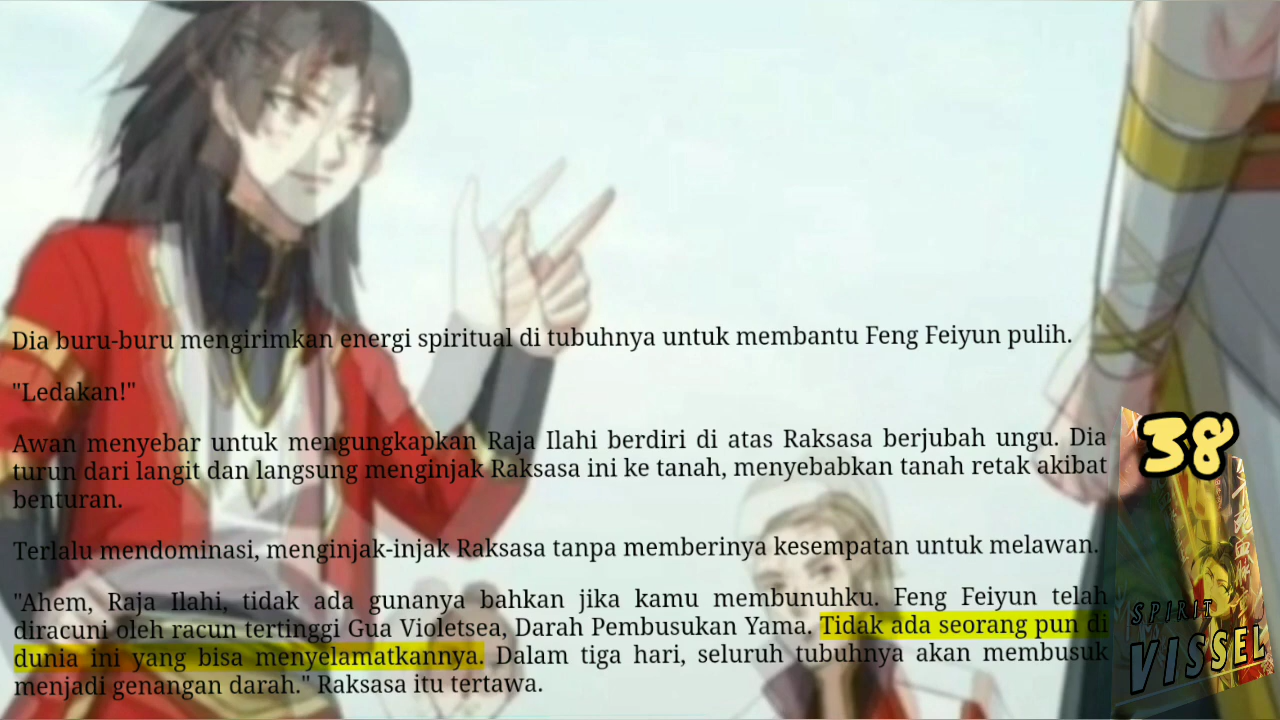 Dia buru-buru mengirimkan energi spiritual di tubuhnya untuk membantu Feng Feiyun pulih.
"Ledakan!"
Awan menyebar untuk mengungkapkan Raja Ilahi berdiri di atas Raksasa berjubah ungu. Dia
turun dari langit dan langsung menginjak Raksasa ini ke tanah, menyebabkan tanah retak akibat
benturan.
Terlalu mendominasi, menginjak-injak Raksasa tanpa memberinya kesempatan untuk melawan.
"Ahem, Raja Ilahi, tidak ada gunanya bahkan jika kamu membunuhku. Feng Feiyun telah
diracuni oleh racun tertinggi Gua Violetsea, Darah Pembusukan Yama. Tidak ada seorang pun di
dunia ini yang bisa menyelamatkannya. Dalam tiga hari, seluruh tubuhnya akan membusuk
menjadi genangan darah." Raksasa itu tertawa.
38
SPIRIT
VISSEL